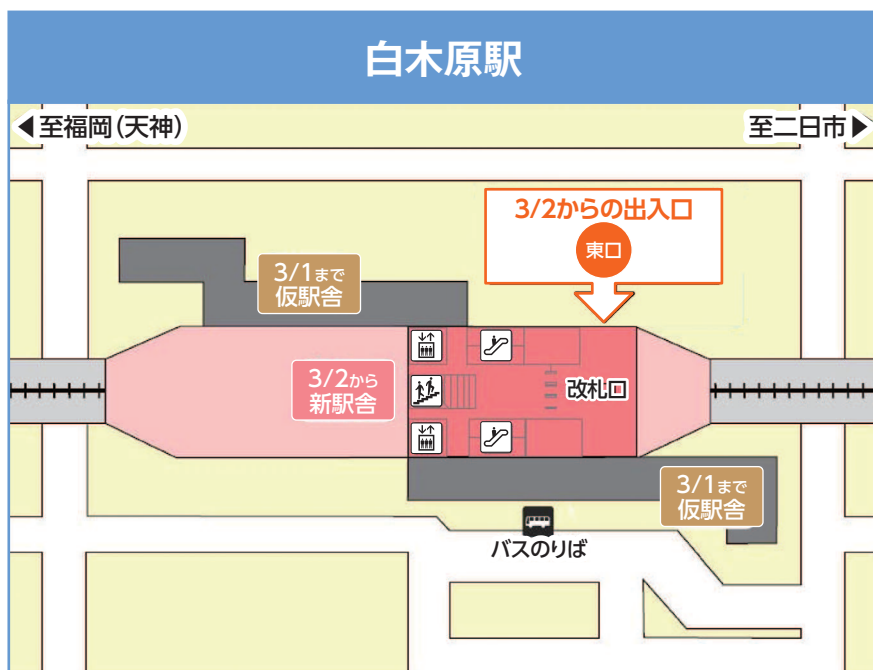 白木原駅
◀至福岡(天神)
至二日市▶
3/2からの出入口
東口
3/1まで
仮駅舎
3/2から
新駅舎
改札口
3/1まで
仮駅舎
バスのりば